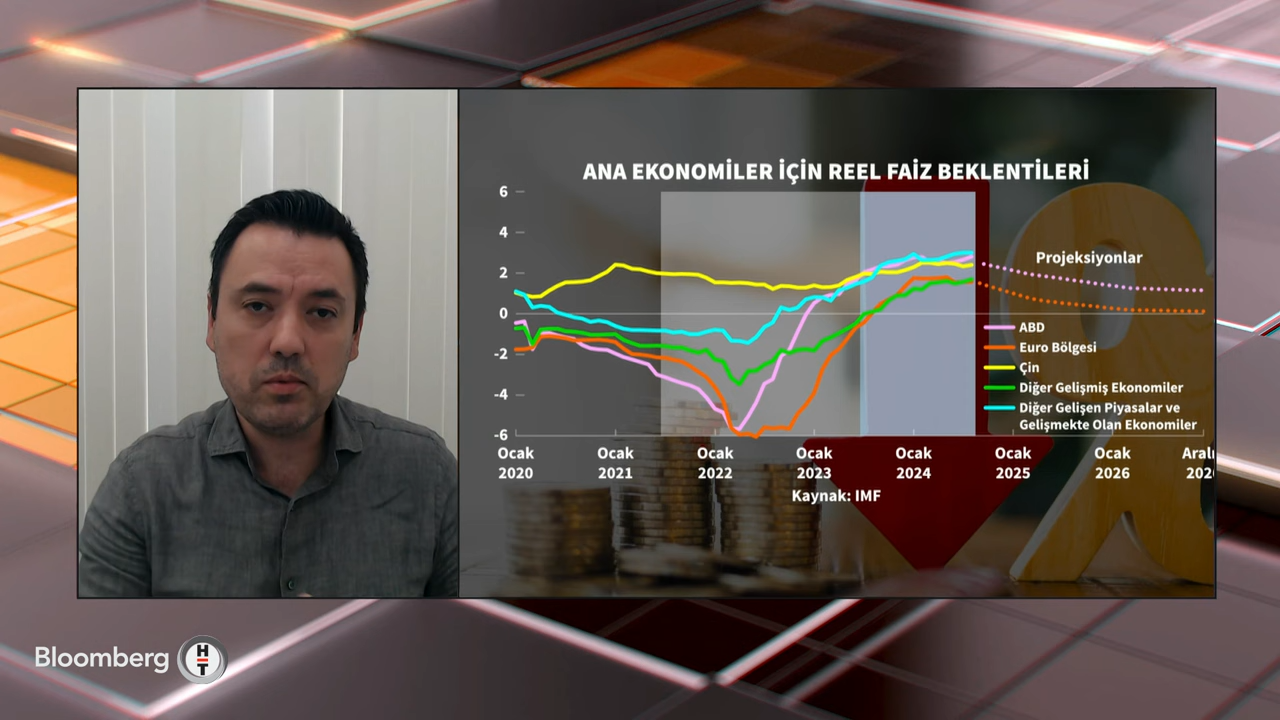 ANA EKONOMİLER İÇİN REEL FAİZ BEKLENTİLERİ
6
4
2
0
-2
-4
-6
Projeksiyonlar
ABD
Euro Bölgesi
Çin
Diğer Gelişmiş Ekonomiler
Diğer Gelişen Piyasalar ve
Gelişmekte Olan Ekonomiler
Ocak Ocak Ocak Ocak Ocak Ocak Ocak
2020 2021 2022 2023 2024 2025 2026
Kaynak: IMF
Bloomberg HT